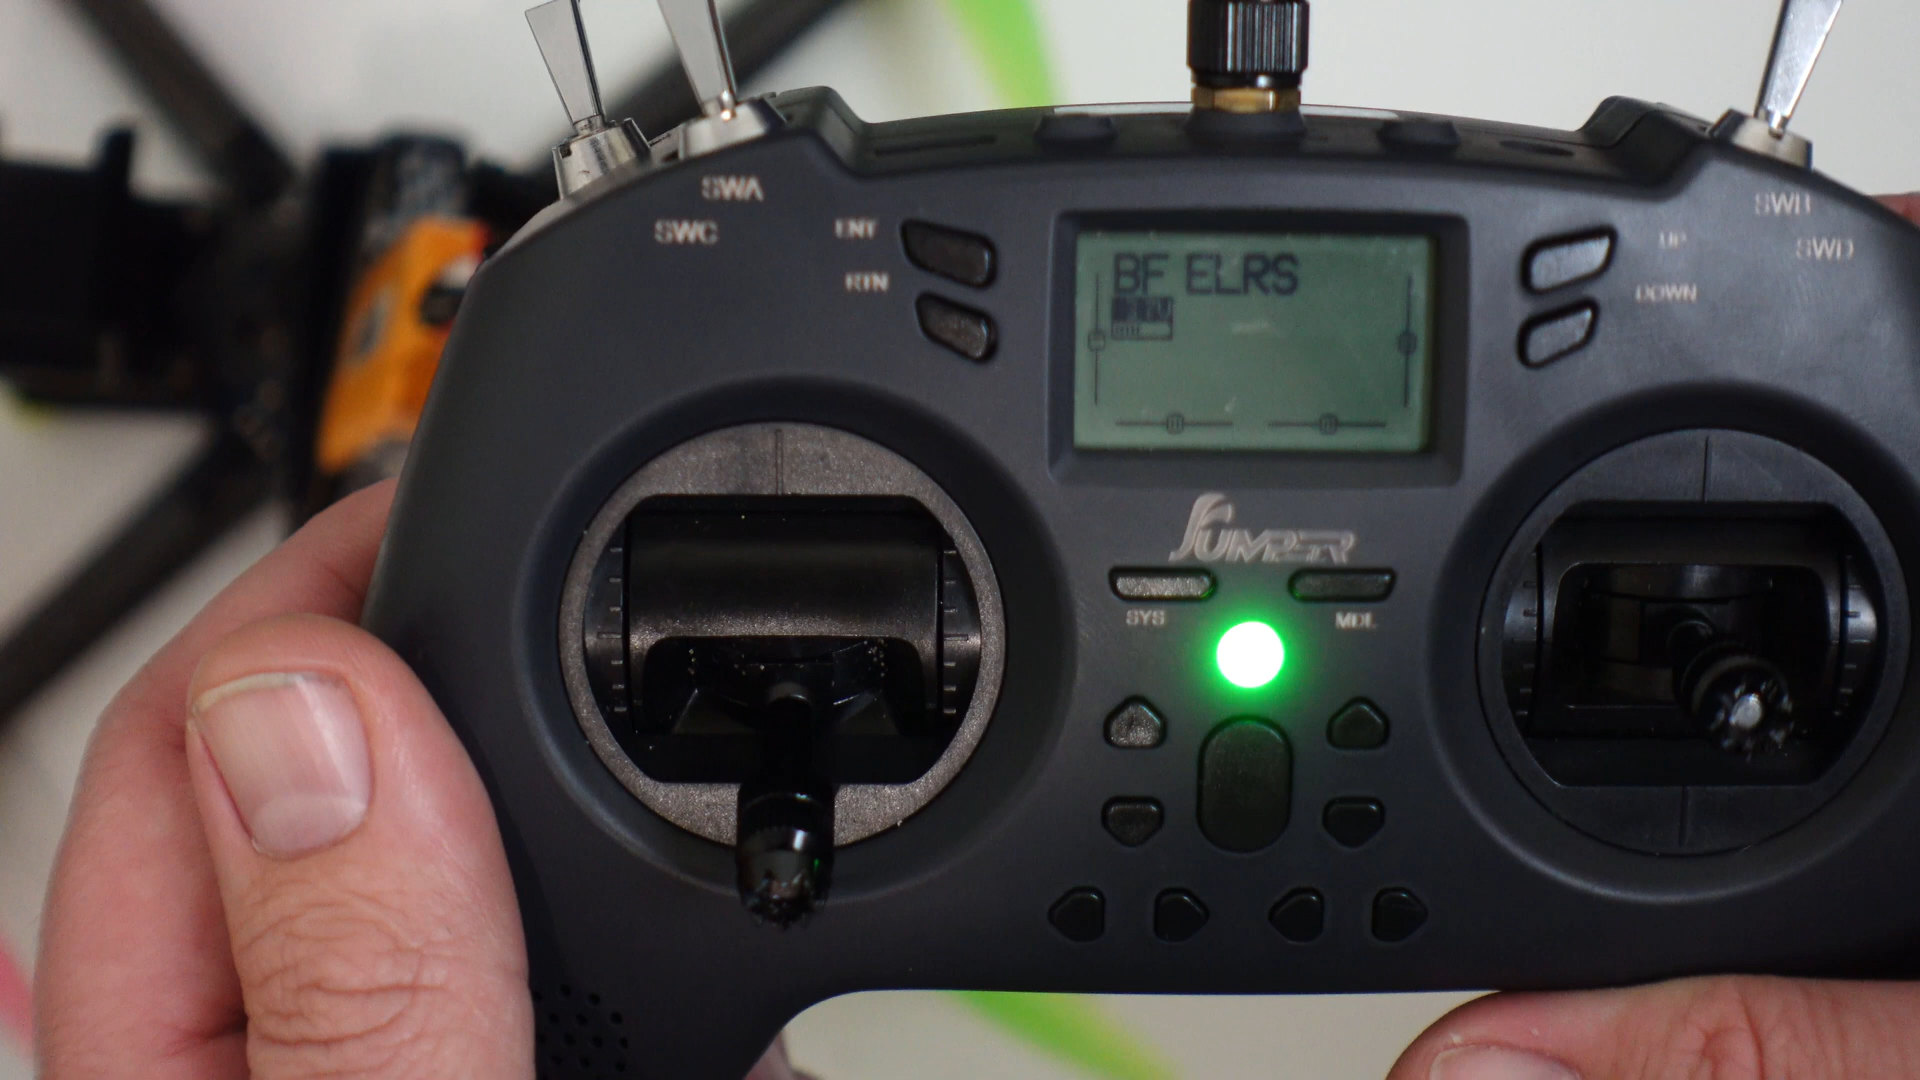 SWA
SWC
ENT
RTN
BF ELRS
SWB
SWD
UP
DOWN
JUMPER
SYS
MDL